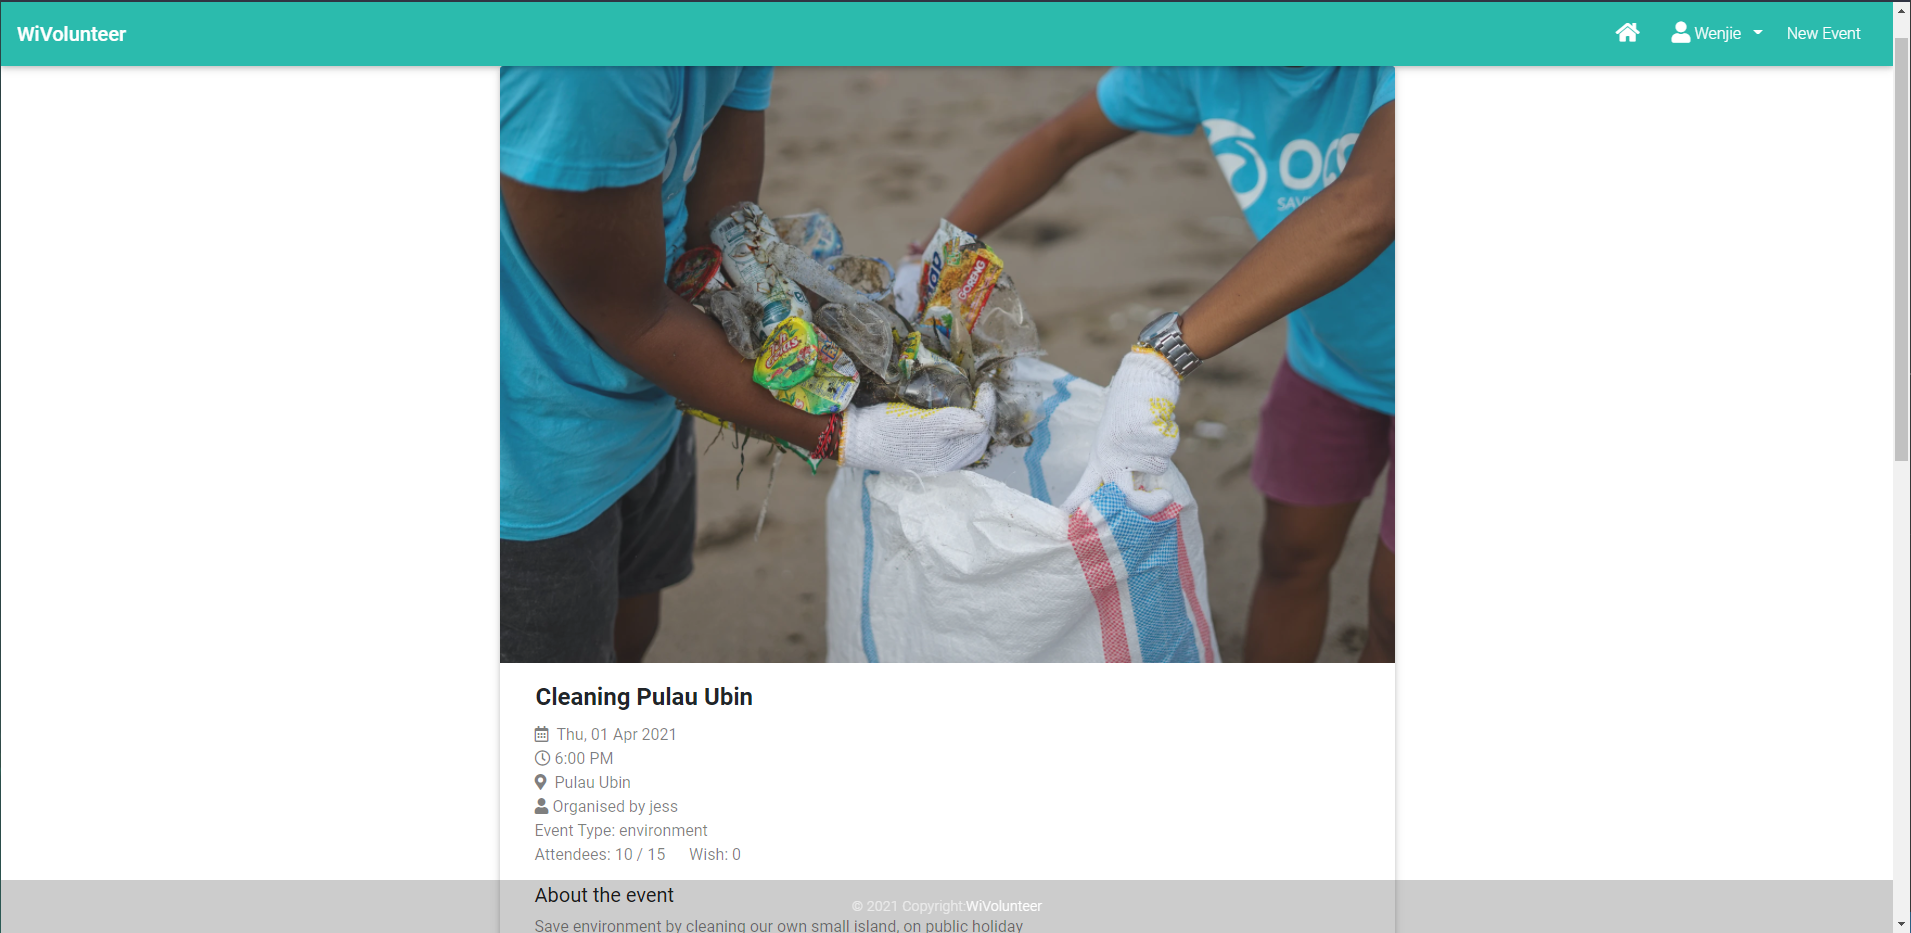 WiVolunteer
Wenjie
New Event
GORENG
Cleaning Pulau Ubin
Thu, 01 Apr 2021
6:00 PM
Pulau Ubin
Organised by jess
Event Type: environment
Attendees: 10 / 15 Wish: 0
About the event
© 2021 Copyright:WiVolunteer
Save environment by cleaning our own small island, on public holiday